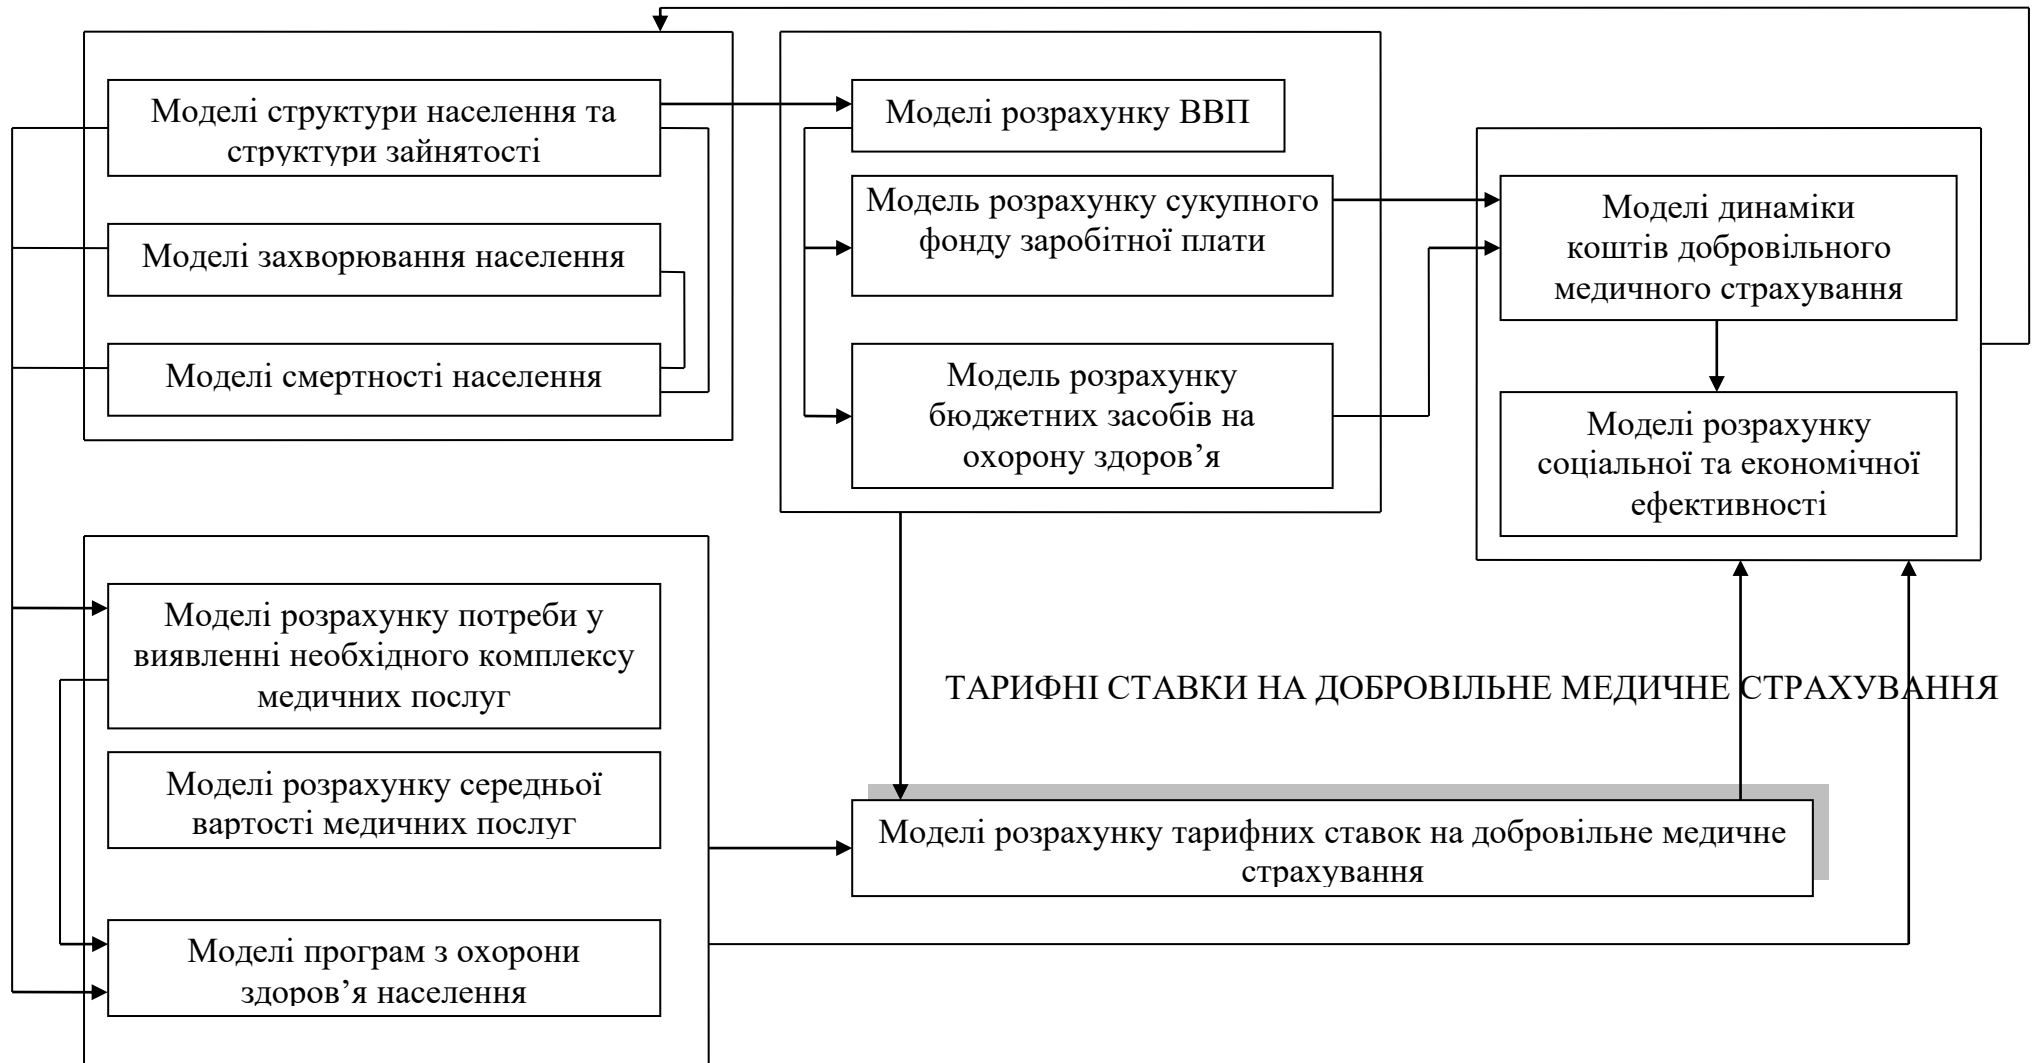 Моделі структури населення та
структури зайнятості
Моделі захворювання населення
Моделі смертності населення
Моделі розрахунку ВВП
Модель розрахунку сукупного
фонду заробітної плати
Модель розрахунку
бюджетних засобів на
охорону здоров’я
Моделі динаміки
коштів добровільного
медичного страхування
Моделі розрахунку
соціальної та економічної
ефективності
Моделі розрахунку потреби у
виявленні необхідного комплексу
медичних послуг
Моделі розрахунку середньої
вартості медичних послуг
Моделі програм з охорони
здоров’я населення
ТАРИФНІ СТАВКИ НА ДОБРОВІЛЬНЕ МЕДИЧНЕ СТРАХУВАННЯ
Моделі розрахунку тарифних ставок на добровільне медичне
страхування